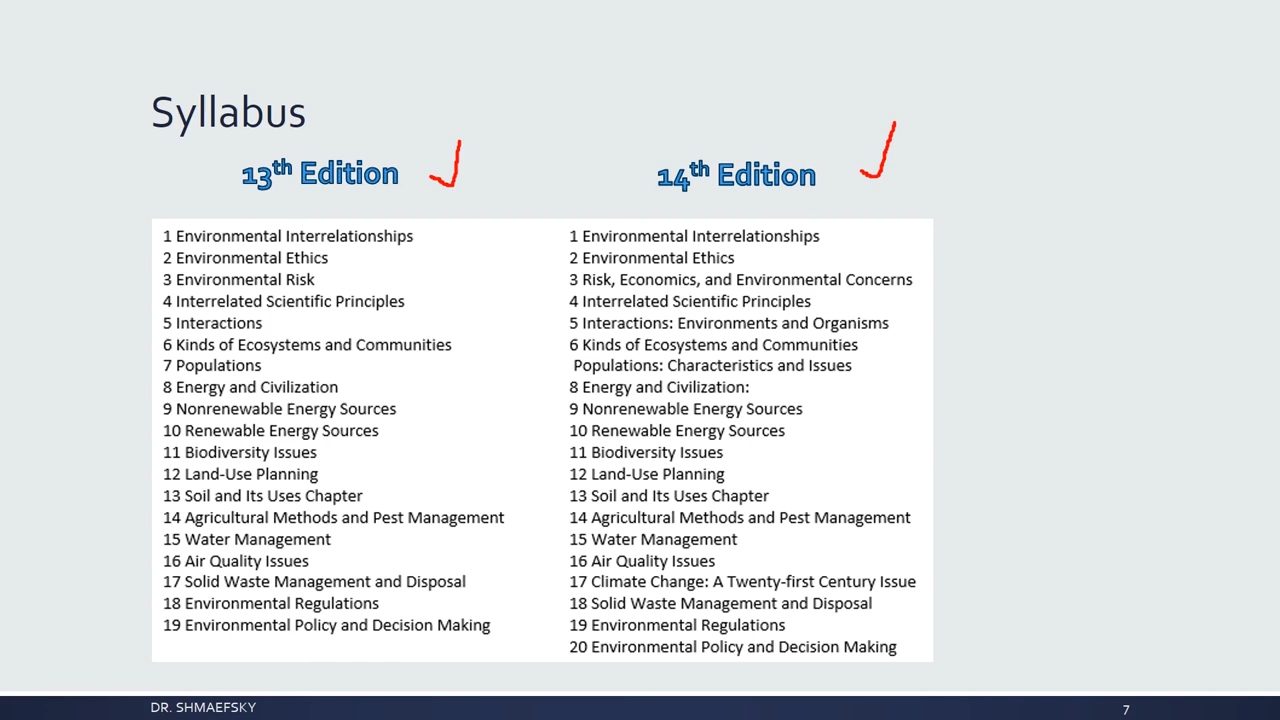 Syllabus
13th Edition
14th Edition
1 Environmental Interrelationships
2 Environmental Ethics
3 Environmental Risk
4 Interrelated Scientific Principles
5 Interactions
6 Kinds of Ecosystems and Communities
7 Populations
8 Energy and Civilization
9 Nonrenewable Energy Sources
10 Renewable Energy Sources
11 Biodiversity Issues
12 Land-Use Planning
13 Soil and Its Uses Chapter
14 Agricultural Methods and Pest Management
15 Water Management
16 Air Quality Issues
17 Solid Waste Management and Disposal
18 Environmental Regulations
19 Environmental Policy and Decision Making
1 Environmental Interrelationships
2 Environmental Ethics
3 Risk, Economics, and Environmental Concerns
4 Interrelated Scientific Principles
5 Interactions: Environments and Organisms
6 Kinds of Ecosystems and Communities
Populations: Characteristics and Issues
8 Energy and Civilization:
9 Nonrenewable Energy Sources
10 Renewable Energy Sources
11 Biodiversity Issues
12 Land-Use Planning
13 Soil and Its Uses Chapter
14 Agricultural Methods and Pest Management
15 Water Management
16 Air Quality Issues
17 Climate Change: A Twenty-first Century Issue
18 Solid Waste Management and Disposal
19 Environmental Regulations
20 Environmental Policy and Decision Making
DR. SHMAEFSKY
7